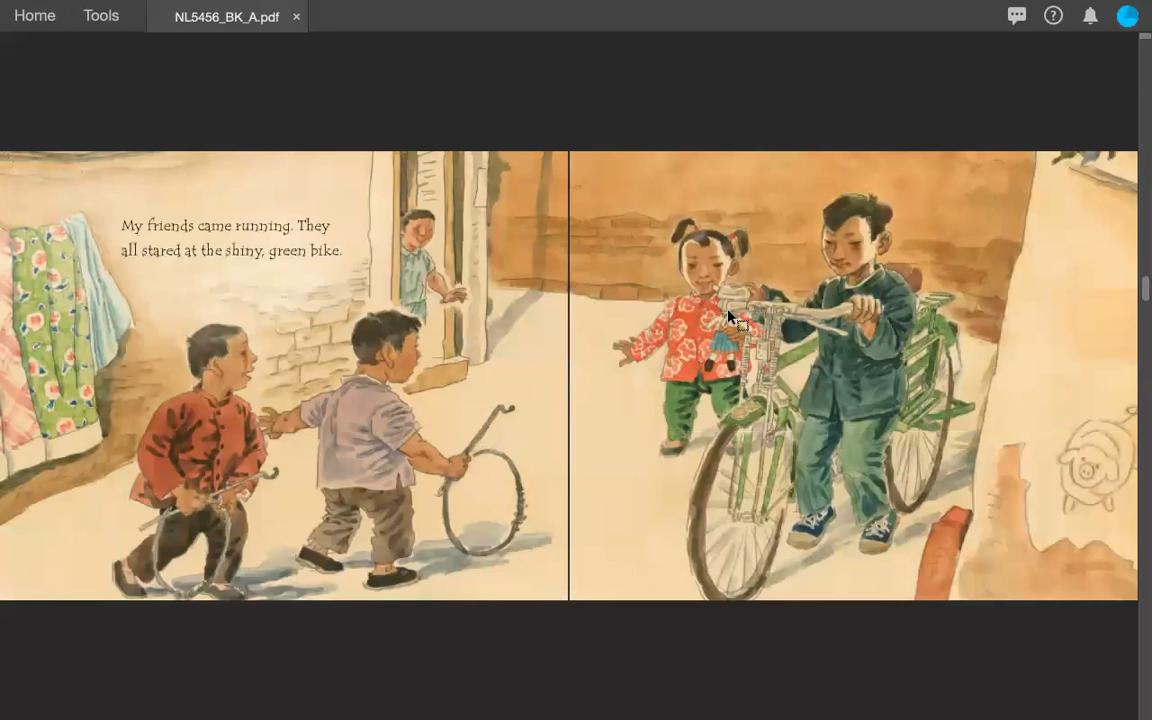 Home
Tools
NL5456_BK_A.pdf
×
My friends came running. They
all stared at the shiny, green bike.